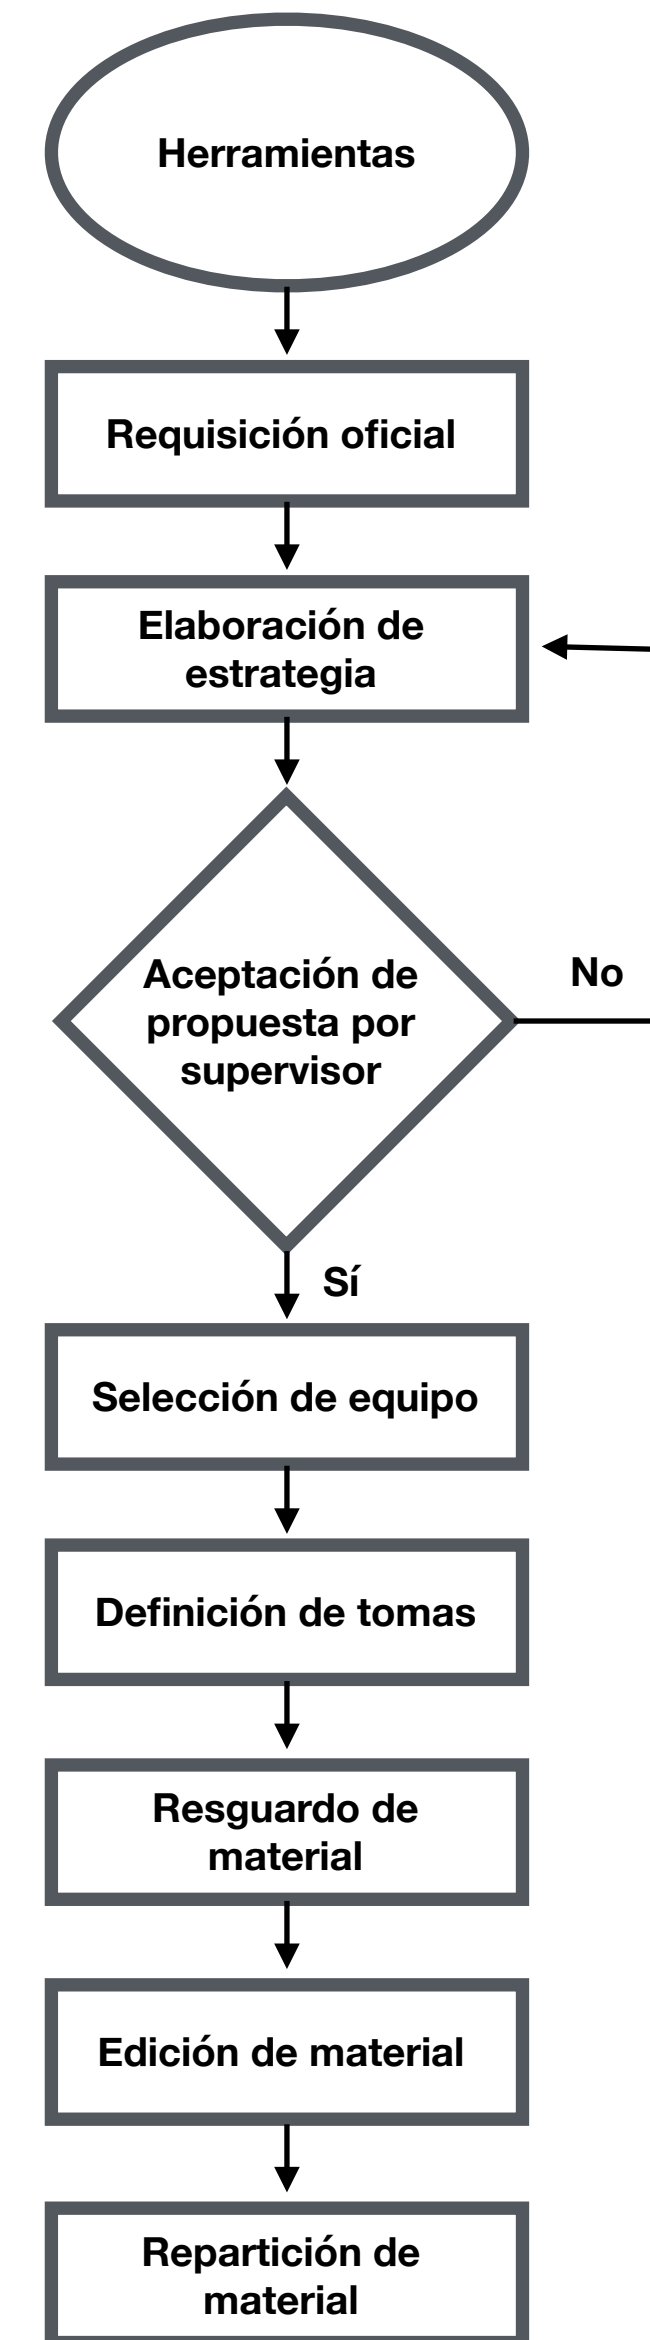 Herramientas
Requisición oficial
Elaboración de
estrategia
Aceptación de
propuesta por
supervisor
No
Sí
Selección de equipo
Definición de tomas
Resguardo de
material
Edición de material
Repartición de
material